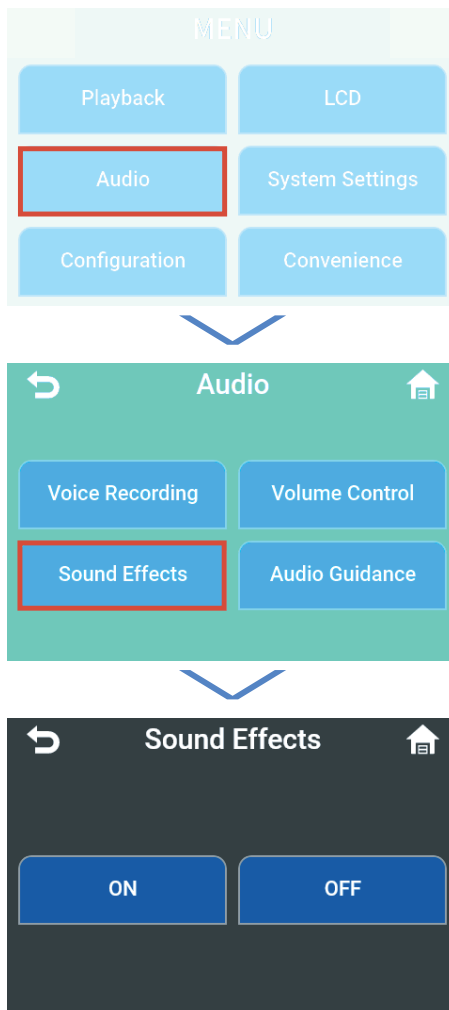 MENU
Playback
LCD
Audio
System Settings
Configuration
Convenience
Audio
Voice Recording
Volume Control
Sound Effects
Audio Guidance
Sound Effects
ON
OFF